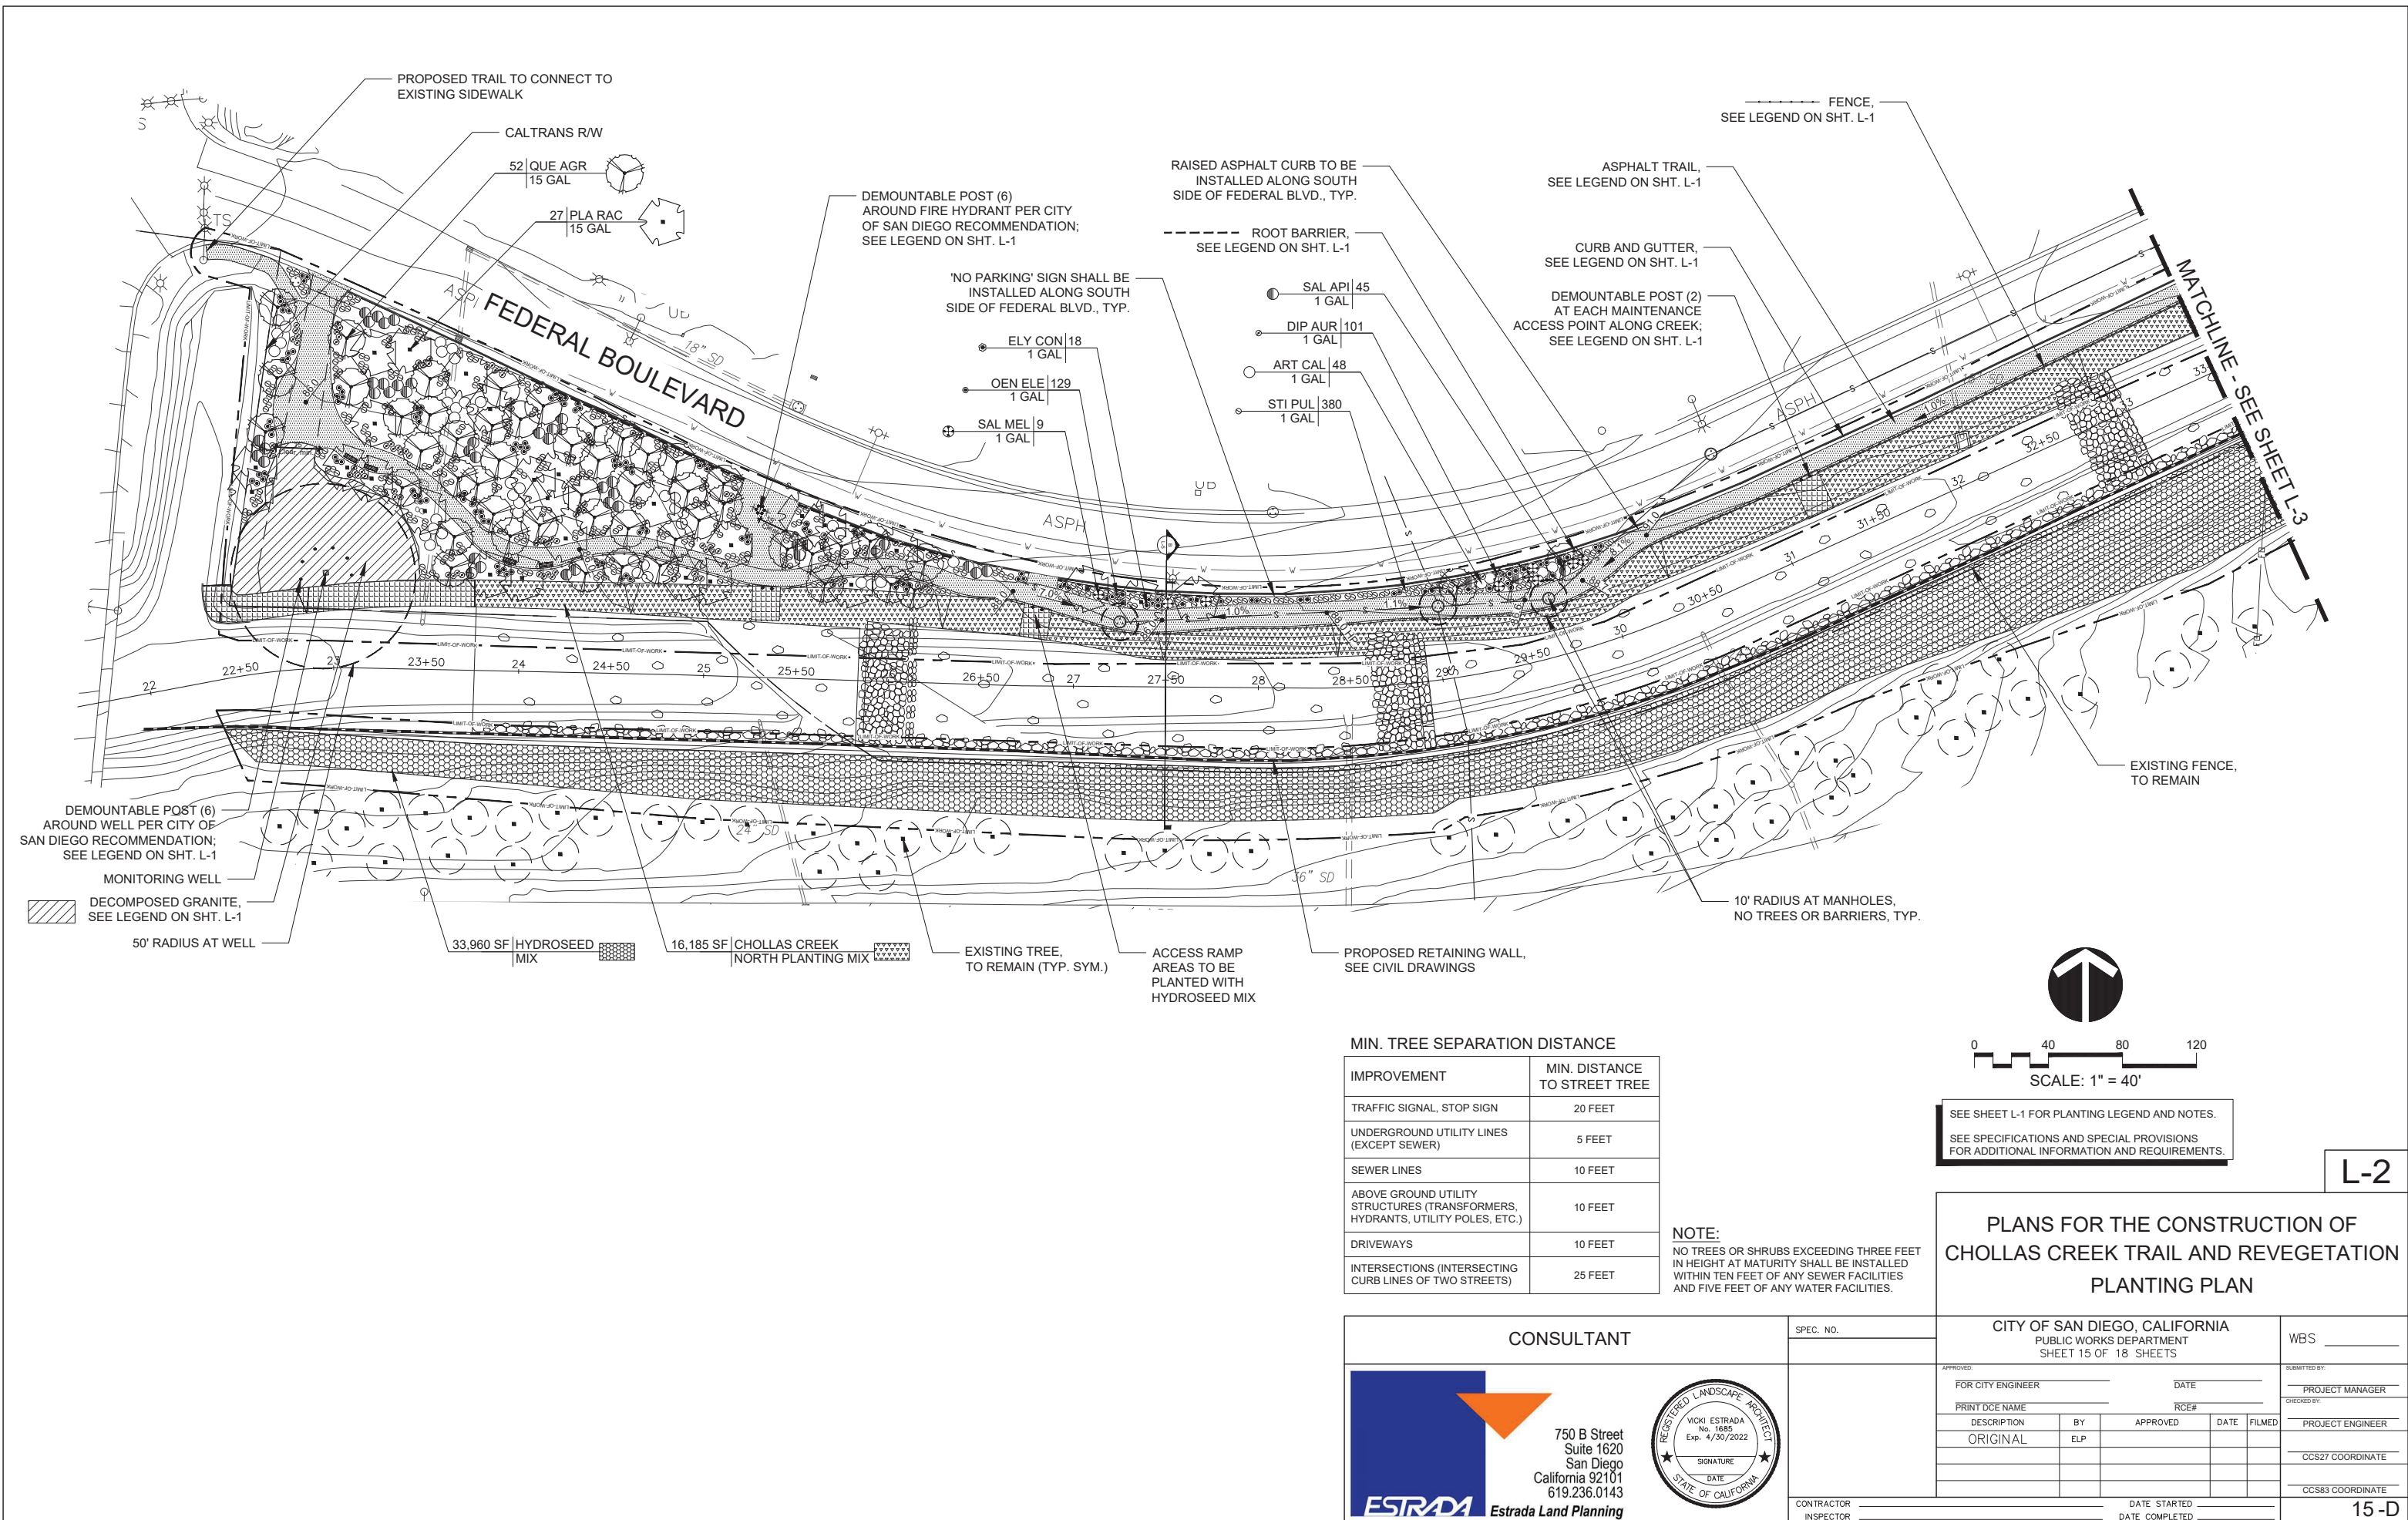 PROPOSED TRAIL TO CONNECT TO
EXISTING SIDEWALK
CALTRANS R/W
52 QUE AGR
15 GAL
27 PLA RAC
15 GAL
DEMOUNTABLE POST (6)
AROUND FIRE HYDRANT PER CITY
OF SAN DIEGO RECOMMENDATION;
SEE LEGEND ON SHT. L-1
'NO PARKING' SIGN SHALL BE
INSTALLED ALONG SOUTH
SIDE OF FEDERAL BLVD., TYP.
ELY CON 18
1 GAL
OEN ELE 129
1 GAL
SAL MEL 9
1 GAL
RAISED ASPHALT CURB TO BE
INSTALLED ALONG SOUTH
SIDE OF FEDERAL BLVD., TYP.
ROOT BARRIER,
SEE LEGEND ON SHT. L-1
SAL API 45
1 GAL
DIP AUR 101
1 GAL
ART CAL 48
1 GAL
STI PUL 380
1 GAL
FENCE,
SEE LEGEND ON SHT. L-1
ASPHALT TRAIL,
SEE LEGEND ON SHT. L-1
CURB AND GUTTER,
SEE LEGEND ON SHT. L-1
DEMOUNTABLE POST (2)
AT EACH MAINTENANCE
ACCESS POINT ALONG CREEK;
SEE LEGEND ON SHT. L-1
MATCHLINE - SEE SHEET L-3
FEDERAL BOULEVARD
18" SD
ASPH
ASPH
TS
LIMIT-OF-WORK
7.0%
1.0%
1.1%
8.1%
1.0%
22
22+50
23
23+50
24
24+50
25
25+50
26
26+50
27
27+50
28
28+50
29
29+50
30
30+50
31
31+50
32
32+50
33
24" SD
36" SD
DEMOUNTABLE POST (6)
AROUND WELL PER CITY OF
SAN DIEGO RECOMMENDATION;
SEE LEGEND ON SHT. L-1
MONITORING WELL
DECOMPOSED GRANITE,
SEE LEGEND ON SHT. L-1
50' RADIUS AT WELL
33,960 SF HYDROSEED
MIX
16,185 SF CHOLLAS CREEK
NORTH PLANTING MIX
EXISTING TREE,
TO REMAIN (TYP. SYM.)
ACCESS RAMP
AREAS TO BE
PLANTED WITH
HYDROSEED MIX
PROPOSED RETAINING WALL,
SEE CIVIL DRAWINGS
10' RADIUS AT MANHOLES,
NO TREES OR BARRIERS, TYP.
EXISTING FENCE,
TO REMAIN
0 40 80 120
SCALE: 1" = 40'
SEE SHEET L-1 FOR PLANTING LEGEND AND NOTES.
SEE SPECIFICATIONS AND SPECIAL PROVISIONS
FOR ADDITIONAL INFORMATION AND REQUIREMENTS.
MIN. TREE SEPARATION DISTANCE
IMPROVEMENT
MIN. DISTANCE
TO STREET TREE
TRAFFIC SIGNAL, STOP SIGN 20 FEET
UNDERGROUND UTILITY LINES
(EXCEPT SEWER) 5 FEET
SEWER LINES 10 FEET
ABOVE GROUND UTILITY
STRUCTURES (TRANSFORMERS, 10 FEET
HYDRANTS, UTILITY POLES, ETC.)
DRIVEWAYS 10 FEET
INTERSECTIONS (INTERSECTING
CURB LINES OF TWO STREETS) 25 FEET
NOTE:
NO TREES OR SHRUBS EXCEEDING THREE FEET
IN HEIGHT AT MATURITY SHALL BE INSTALLED
WITHIN TEN FEET OF ANY SEWER FACILITIES
AND FIVE FEET OF ANY WATER FACILITIES.
L-2
PLANS FOR THE CONSTRUCTION OF
CHOLLAS CREEK TRAIL AND REVEGETATION
PLANTING PLAN
CONSULTANT
SPEC. NO.
CITY OF SAN DIEGO, CALIFORNIA
PUBLIC WORKS DEPARTMENT
SHEET 15 OF 18 SHEETS
WBS
APPROVED:
FOR CITY ENGINEER DATE
PRINT DCE NAME RCE#
DESCRIPTION BY APPROVED DATE FILMED
ORIGINAL ELP
SUBMITTED BY:
PROJECT MANAGER
CHECKED BY:
PROJECT ENGINEER
CCS27 COORDINATE
CCS83 COORDINATE
CONTRACTOR DATE STARTED
INSPECTOR DATE COMPLETED
15-D
750 B Street
Suite 1620
San Diego
California 92101
619.236.0143
ESTRADA Estrada Land Planning
REGISTERED LANDSCAPE ARCHITECT
VICKI ESTRADA
No. 1685
Exp. 4/30/2022
SIGNATURE
DATE
STATE OF CALIFORNIA